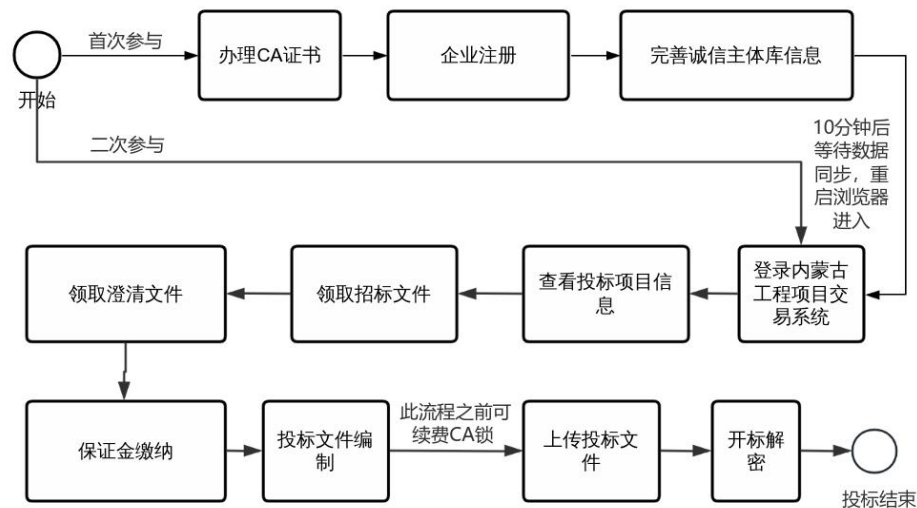 首次参与
办理CA证书
企业注册
完善诚信主体库信息
开始
二次参与
10分钟后
等待数据
同步，重
启浏览器
进入
登录内蒙古
工程项目交
易系统
查看投标项目信
息
领取招标文件
领取澄清文件
保证金缴纳
投标文件编
制
此流程之前可
续费CA锁
上传投标文
件
开标解
密
投标结束